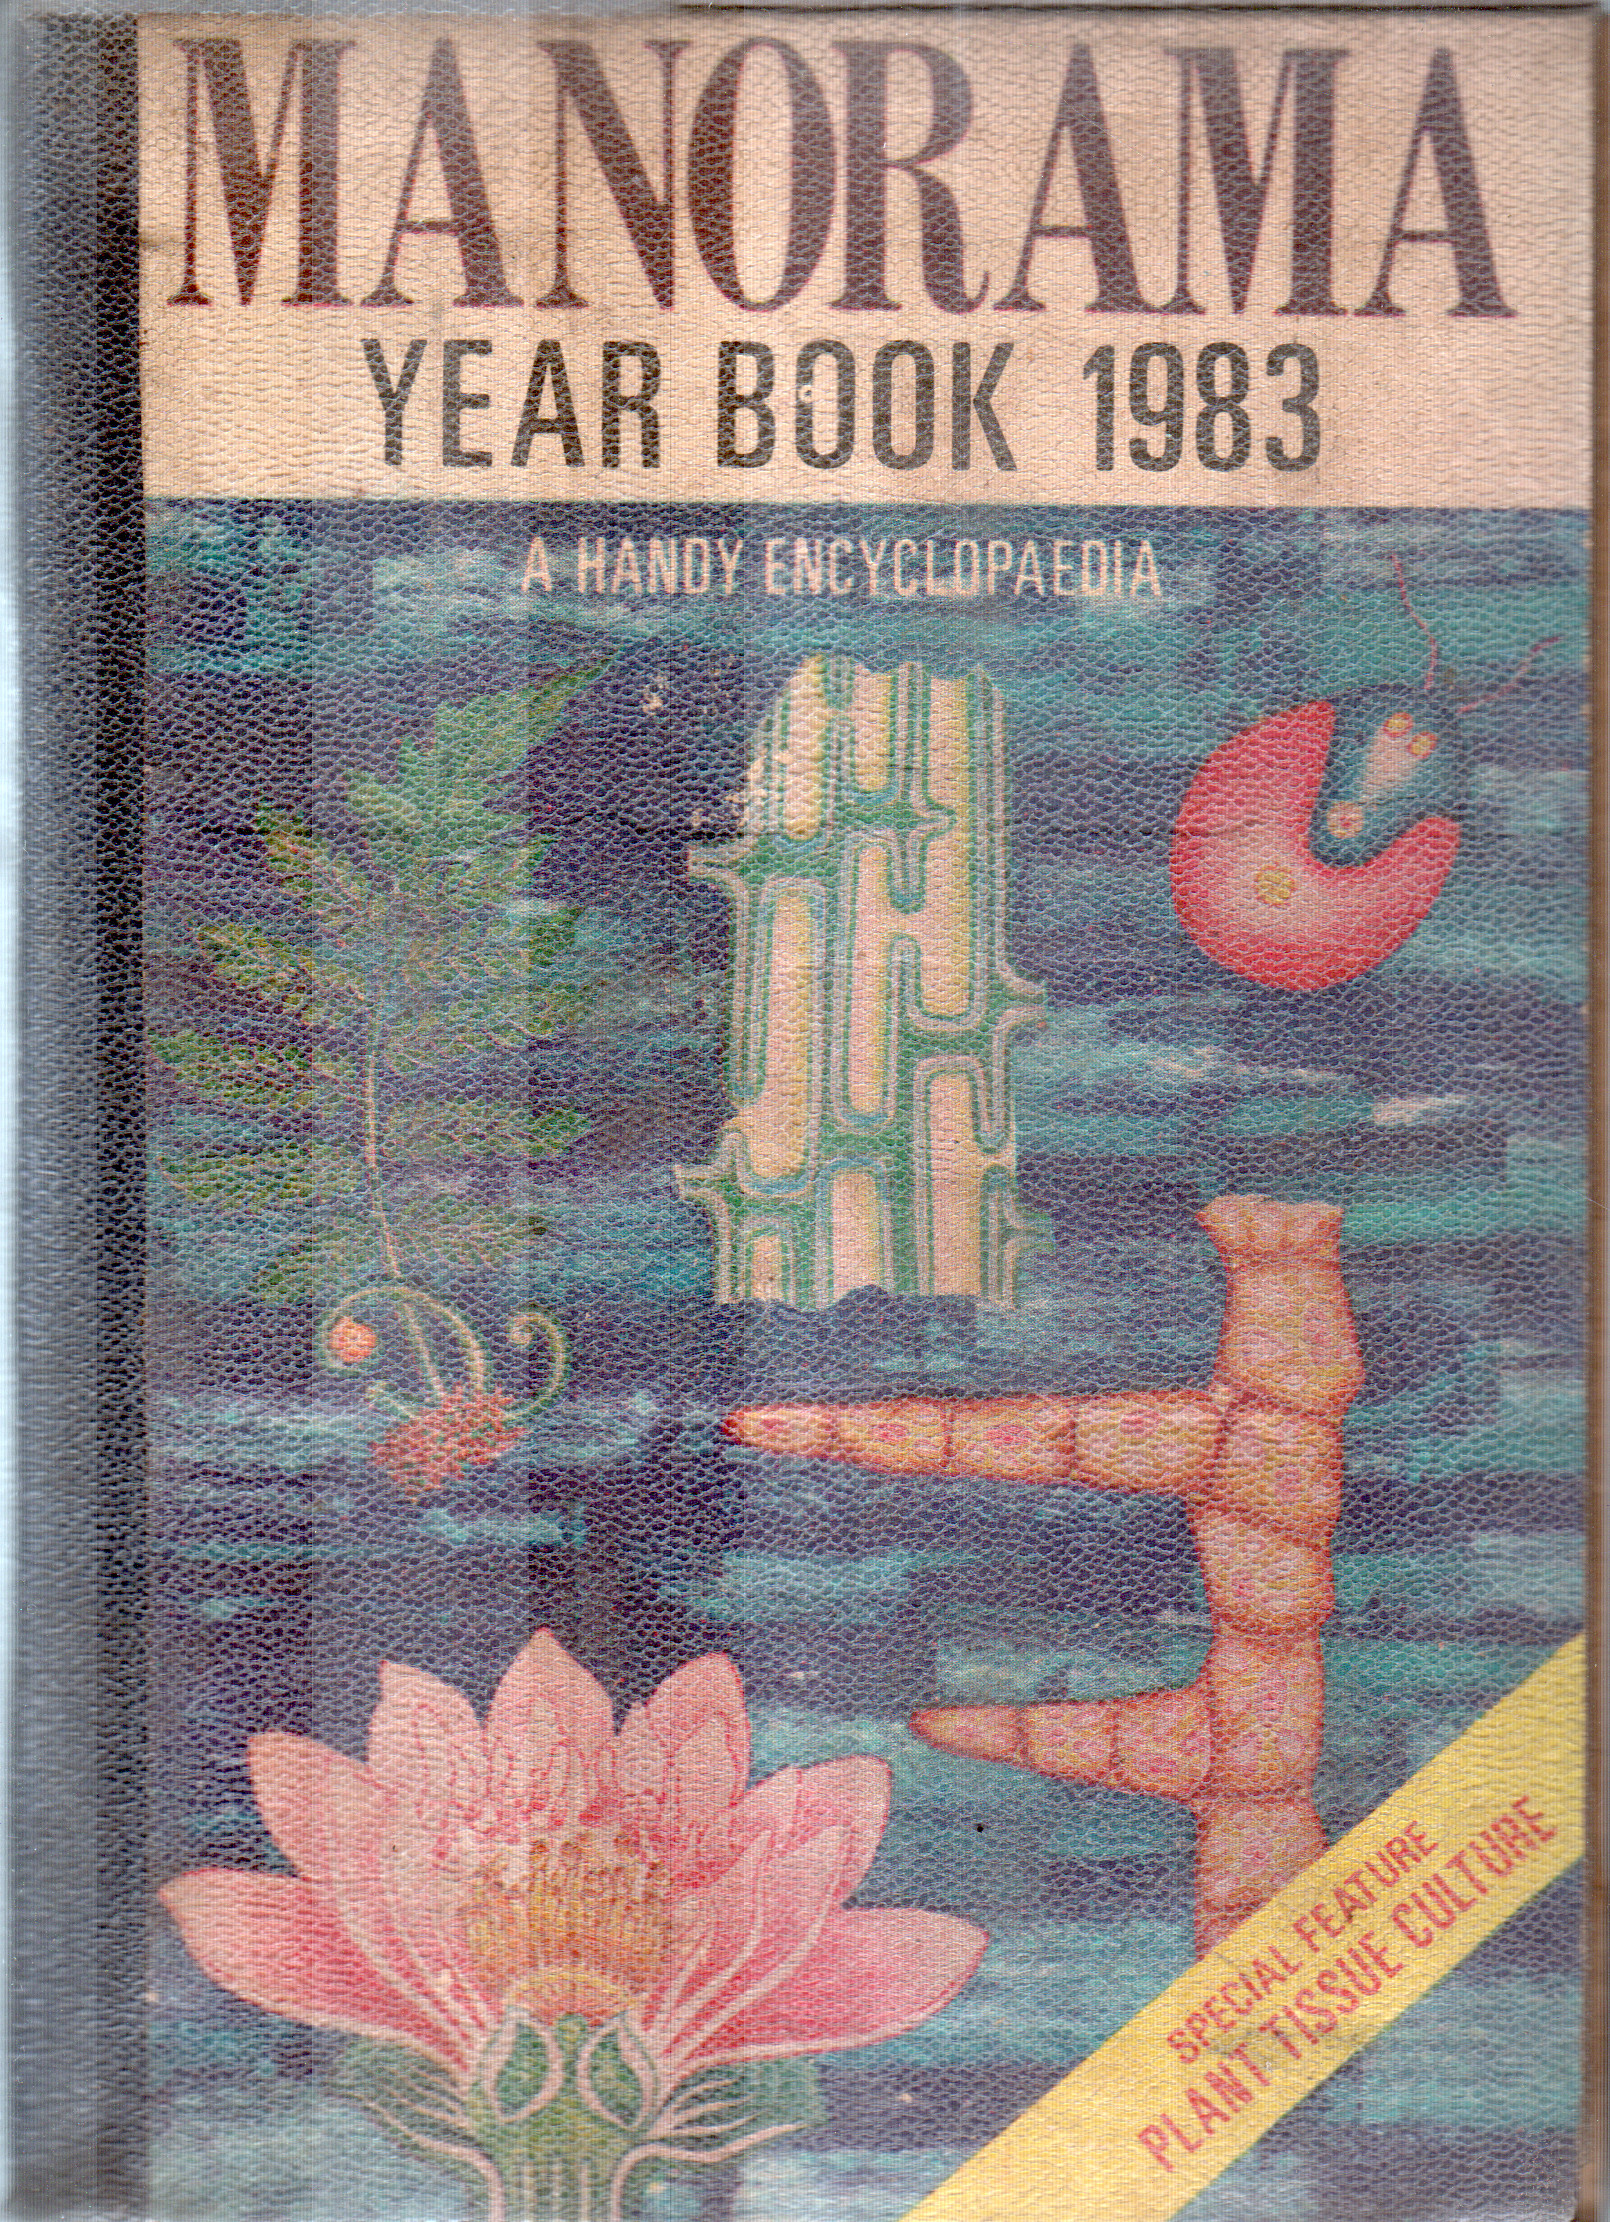 MANORAMA
YEAR BOOK 1983
A HANDY ENCYCLOPAEDIA
SPECIAL FEATURE
PLANT TISSUE CULTURE